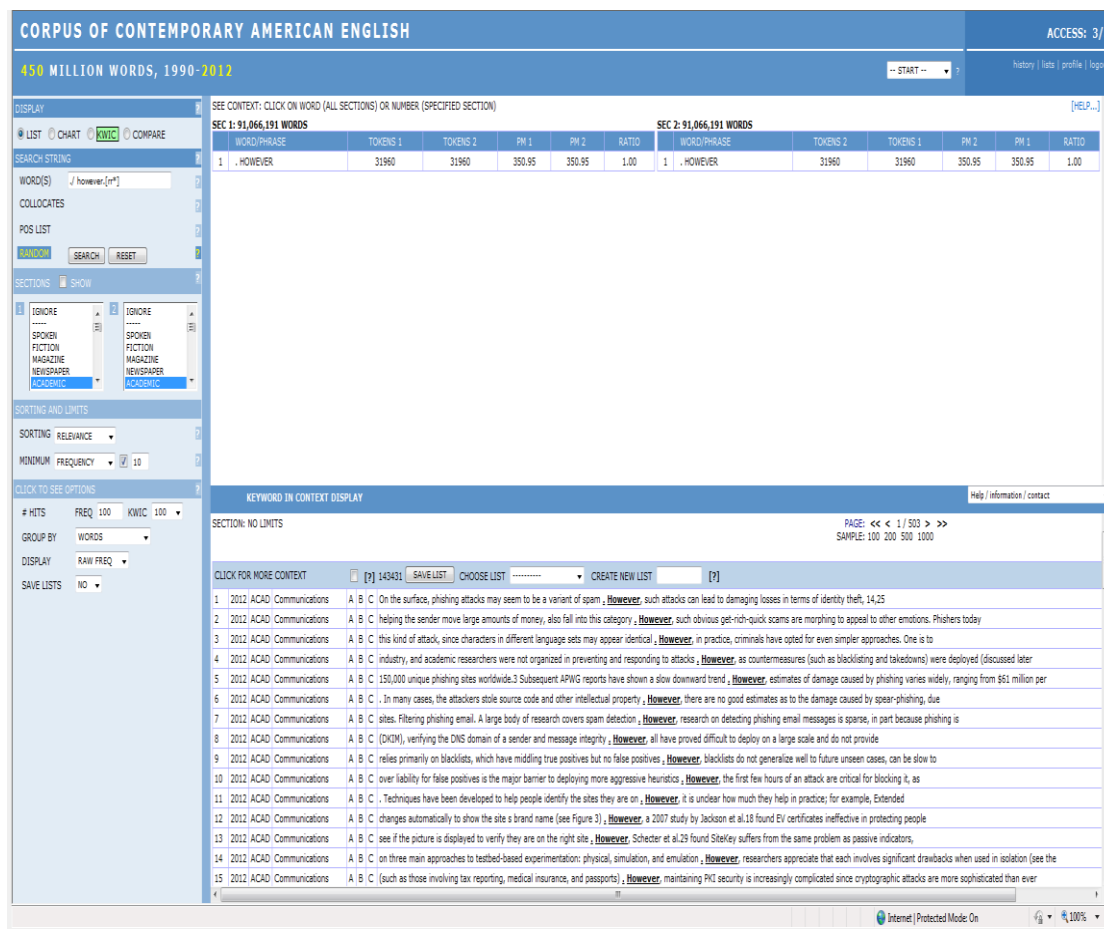 CORPUS OF CONTEMPORARY AMERICAN ENGLISH
ACCESS: 3/
450 MILLION WORDS, 1990-2012
-- START -- ?
history | lists | profile | logo
DISPLAY ?
LIST CHART KWIC COMPARE
SEARCH STRING ?
WORD(S) ./ however.[rr*] ?
COLLOCATES ?
POS LIST ?
RANDOM SEARCH RESET ?
SECTIONS SHOW ?
1 IGNORE 2 IGNORE
----- -----
SPOKEN SPOKEN
FICTION FICTION
MAGAZINE MAGAZINE
NEWSPAPER NEWSPAPER
ACADEMIC ACADEMIC
SORTING AND LIMITS
SORTING RELEVANCE ?
MINIMUM FREQUENCY 10 ?
CLICK TO SEE OPTIONS ?
# HITS FREQ 100 KWIC 100
GROUP BY WORDS
DISPLAY RAW FREQ
SAVE LISTS NO
SEE CONTEXT: CLICK ON WORD (ALL SECTIONS) OR NUMBER (SPECIFIED SECTION) [HELP...]
SEC 1: 91,066,191 WORDS SEC 2: 91,066,191 WORDS
WORD/PHRASE TOKENS 1 TOKENS 2 PM 1 PM 2 RATIO WORD/PHRASE TOKENS 2 TOKENS 1 PM 2 PM 1 RATIO
1 . HOWEVER 31960 31960 350.95 350.95 1.00 1 . HOWEVER 31960 31960 350.95 350.95 1.00
KEYWORD IN CONTEXT DISPLAY
Help / information / contact
SECTION: NO LIMITS PAGE: << < 1 / 503 > >>
SAMPLE: 100 200 500 1000
CLICK FOR MORE CONTEXT [?] 143431 SAVE LIST CHOOSE LIST ---------- CREATE NEW LIST [?]
1 2012 ACAD Communications A B C On the surface, phishing attacks may seem to be a variant of spam . However, such attacks can lead to damaging losses in terms of identity theft, 14,25
2 2012 ACAD Communications A B C helping the sender move large amounts of money, also fall into this category . However, such obvious get-rich-quick scams are morphing to appeal to other emotions. Phishers today
3 2012 ACAD Communications A B C this kind of attack, since characters in different language sets may appear identical . However, in practice, criminals have opted for even simpler approaches. One is to
4 2012 ACAD Communications A B C industry, and academic researchers were not organized in preventing and responding to attacks . However, as countermeasures (such as blacklisting and takedowns) were deployed (discussed later
5 2012 ACAD Communications A B C 150,000 unique phishing sites worldwide.3 Subsequent APWG reports have shown a slow downward trend . However, estimates of damage caused by phishing varies widely, ranging from $61 million per
6 2012 ACAD Communications A B C . In many cases, the attackers stole source code and other intellectual property . However, there are no good estimates as to the damage caused by spear-phishing, due
7 2012 ACAD Communications A B C sites. Filtering phishing email. A large body of research covers spam detection . However, research on detecting phishing email messages is sparse, in part because phishing is
8 2012 ACAD Communications A B C (DKIM), verifying the DNS domain of a sender and message integrity . However, all have proved difficult to deploy on a large scale and do not provide
9 2012 ACAD Communications A B C relies primarily on blacklists, which have middling true positives but no false positives . However, blacklists do not generalize well to future unseen cases, can be slow to
10 2012 ACAD Communications A B C over liability for false positives is the major barrier to deploying more aggressive heuristics . However, the first few hours of an attack are critical for blocking it, as
11 2012 ACAD Communications A B C . Techniques have been developed to help people identify the sites they are on . However, it is unclear how much they help in practice; for example, Extended
12 2012 ACAD Communications A B C changes automatically to show the site s brand name (see Figure 3) . However, a 2007 study by Jackson et al.18 found EV certificates ineffective in protecting people
13 2012 ACAD Communications A B C see if the picture is displayed to verify they are on the right site . However, Schecter et al.29 found SiteKey suffers from the same problem as passive indicators,
14 2012 ACAD Communications A B C on three main approaches to testbed-based experimentation: physical, simulation, and emulation . However, researchers appreciate that each involves significant drawbacks when used in isolation (see the
15 2012 ACAD Communications A B C (such as those involving tax reporting, medical insurance, and passports) . However, maintaining PKI security is increasingly complicated since cryptographic attacks are more sophisticated than ever
Internet | Protected Mode: On 100%